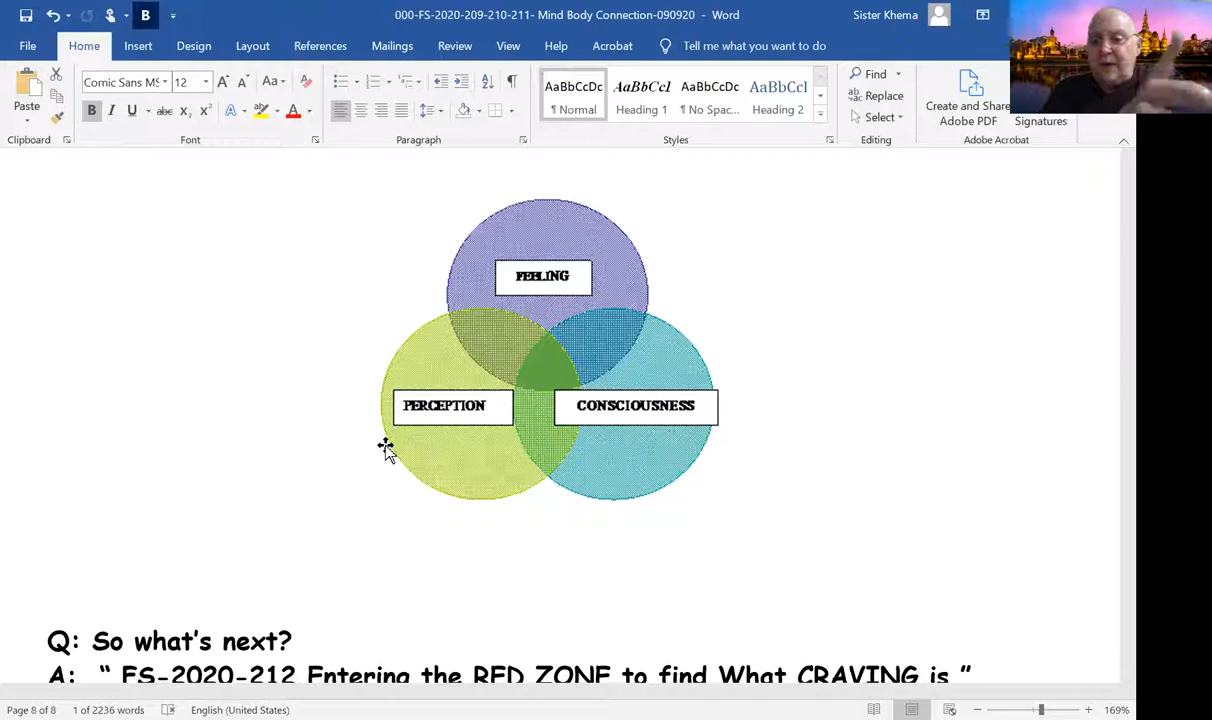 000-FS-2020-209-210-211- Mind Body Connection-090920 - Word
Sister Khema
File Home Insert Design Layout References Mailings Review View Help Acrobat Tell me what you want to do
Paste
Clipboard
Comic Sans MS 12
Font
Paragraph
AaBbCcDc AaBbCcl AaBbCcDc AaBbCcl
¶ Normal Heading 1 ¶ No Spac... Heading 2
Styles
Find
Replace
Select
Editing
Create and Share
Adobe PDF
Signatures
Adobe Acrobat
FEELING
PERCEPTION
CONSCIOUSNESS
Q: So what's next?
A: “ FS-2020-212 Entering the RED ZONE to find What CRAVING is ”
Page 8 of 8 1 of 2236 words English (United States) 169%